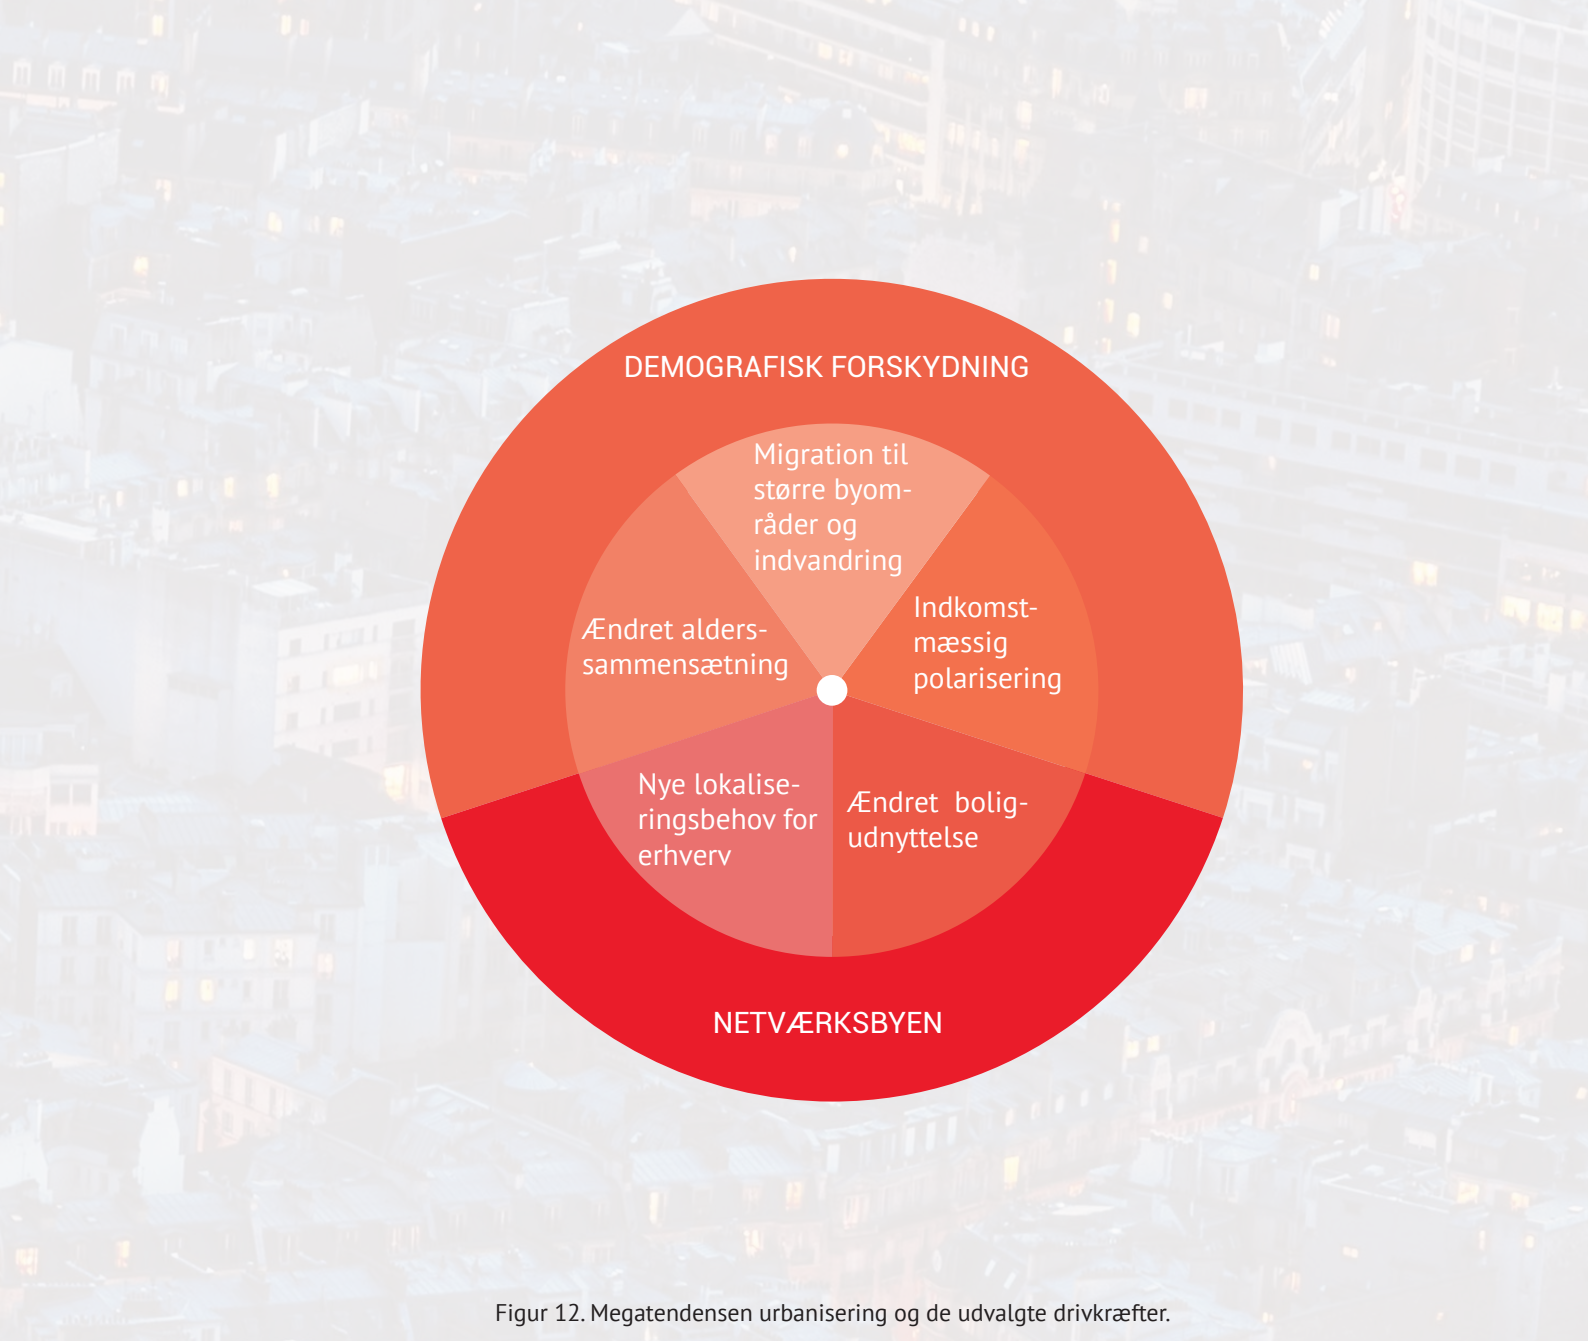 DEMOGRAFISK FORSKYDNING
Migration til
større byom-
råder og
indvandring
Indkomst-
mæssig
polarisering
Ændret alders-
sammensætning
Nye lokalise-
ringsbehov for
erhverv
Ændret bolig-
udnyttelse
NETVÆRKSBYEN
Figur 12. Megatendensen urbanisering og de udvalgte drivkræfter.